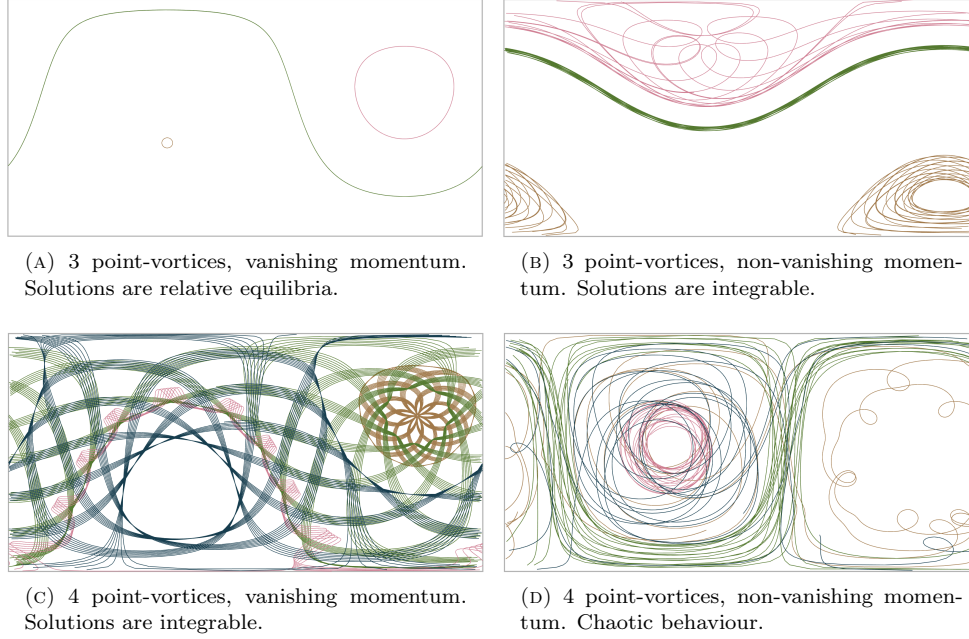 (A) 3 point-vortices, vanishing momentum.
Solutions are relative equilibria.
(B) 3 point-vortices, non-vanishing momen-
tum. Solutions are integrable.
(C) 4 point-vortices, vanishing momentum.
Solutions are integrable.
(D) 4 point-vortices, non-vanishing momen-
tum. Chaotic behaviour.